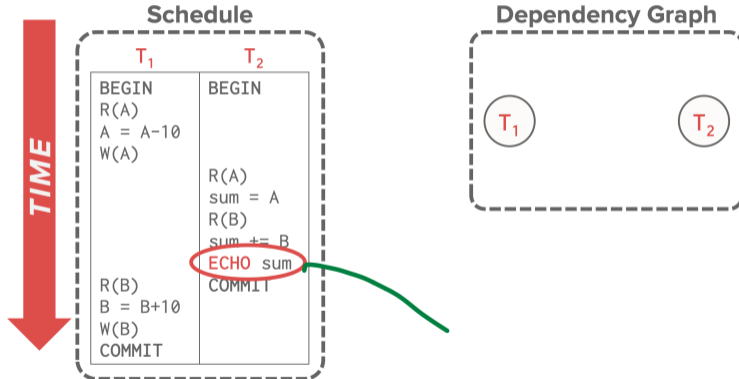 Schedule
Dependency Graph
TIME
T1
T2
BEGIN
BEGIN
R(A)
A = A-10
W(A)
R(A)
sum = A
R(B)
sum += B
ECHO sum
R(B)
COMMIT
B = B+10
W(B)
COMMIT
T1
T2